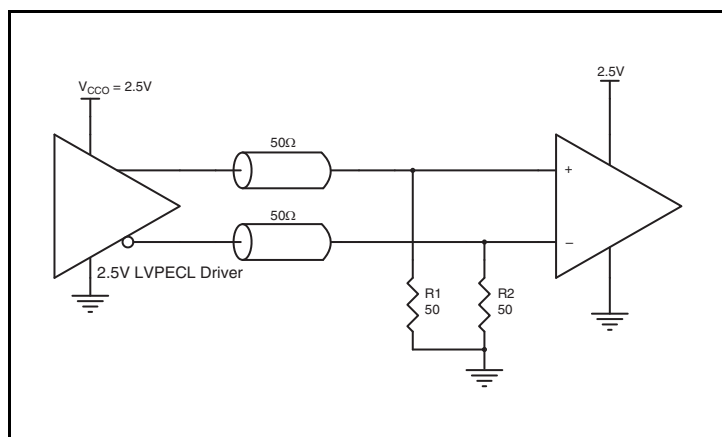 V_CCO = 2.5V
2.5V
50Ω
+
50Ω
−
2.5V LVPECL Driver
R1
50
R2
50